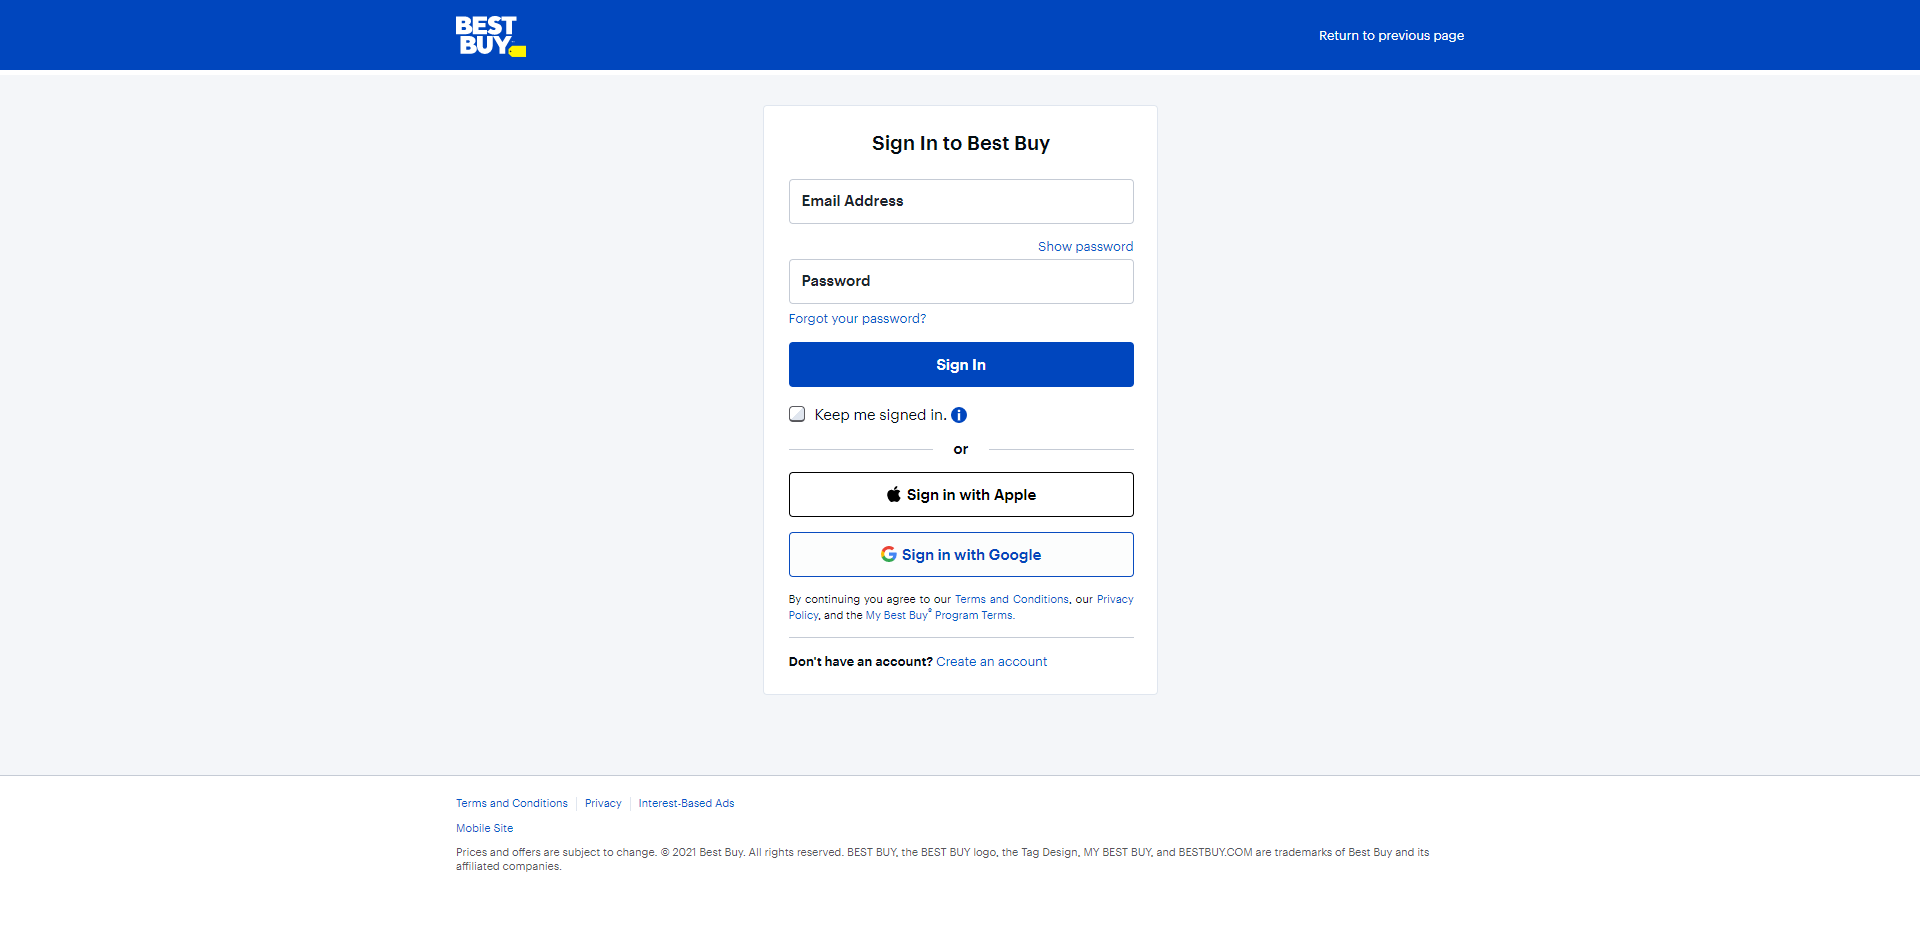 BEST
BUY
Return to previous page
Sign In to Best Buy
Email Address
Show password
Password
Forgot your password?
Sign In
Keep me signed in.
or
Sign in with Apple
Sign in with Google
By continuing you agree to our Terms and Conditions, our Privacy
Policy, and the My Best Buy® Program Terms.
Don't have an account? Create an account
Terms and Conditions
Privacy
Interest-Based Ads
Mobile Site
Prices and offers are subject to change. © 2021 Best Buy. All rights reserved. BEST BUY, the BEST BUY logo, the Tag Design, MY BEST BUY, and BESTBUY.COM are trademarks of Best Buy and its
affiliated companies.